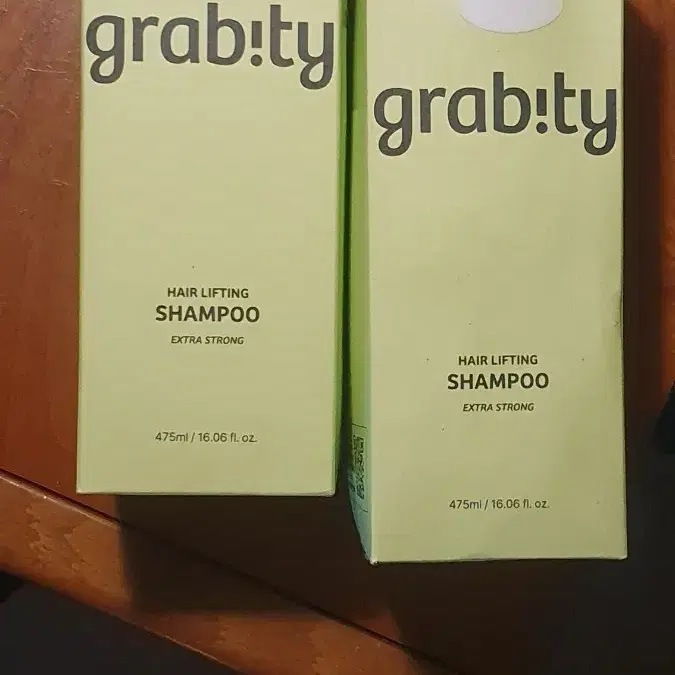 grab!ty
HAIR LIFTING
SHAMPOO
EXTRA STRONG
475ml / 16.06 fl. oz.
grab!ty
HAIR LIFTING
SHAMPOO
EXTRA STRONG
475ml / 16.06 fl. oz.